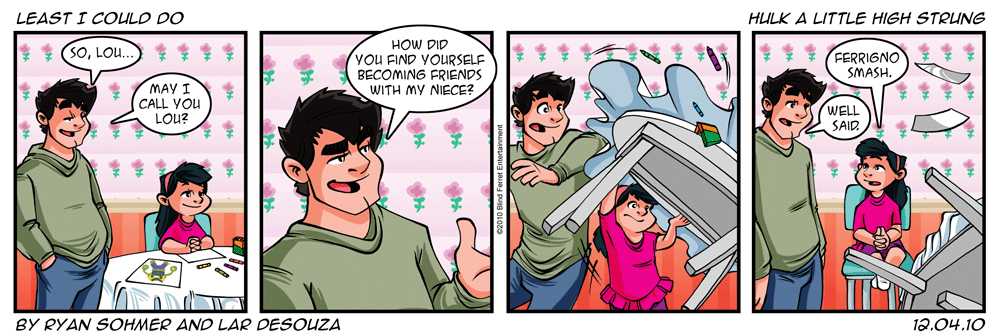 LEAST I COULD DO
HULK A LITTLE HIGH STRUNG
SO, LOU...
MAY I
CALL YOU
LOU?
HOW DID
YOU FIND YOURSELF
BECOMING FRIENDS
WITH MY NIECE?
©2010 Blind Ferret Entertainment
FERRIGNO
SMASH.
WELL
SAID.
BY RYAN SOHMER AND LAR DESOUZA
12.04.10